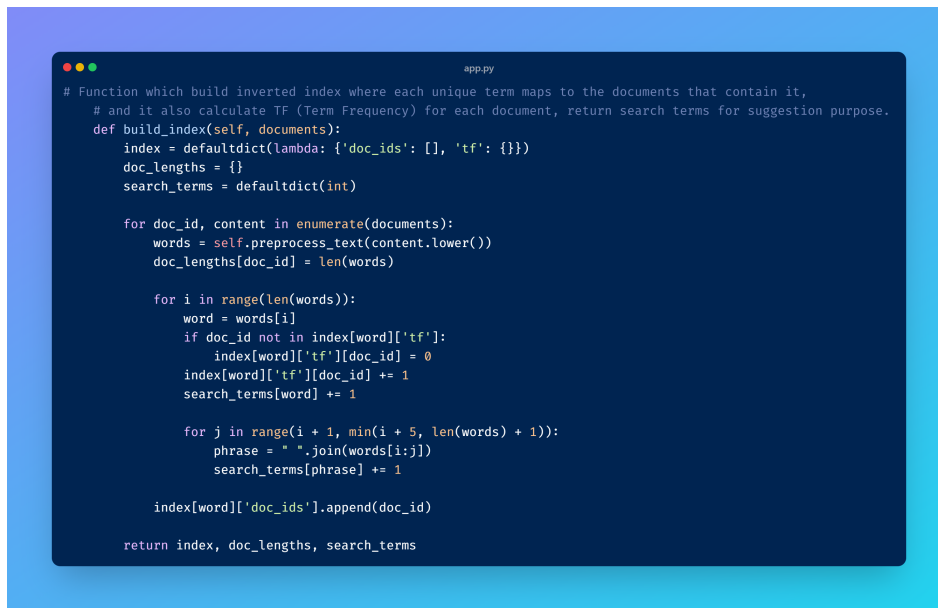 app.py
# Function which build inverted index where each unique term maps to the documents that contain it,
    # and it also calculate TF (Term Frequency) for each document, return search terms for suggestion purpose.
    def build_index(self, documents):
        index = defaultdict(lambda: {'doc_ids': [], 'tf': {}})
        doc_lengths = {}
        search_terms = defaultdict(int)

        for doc_id, content in enumerate(documents):
            words = self.preprocess_text(content.lower())
            doc_lengths[doc_id] = len(words)

            for i in range(len(words)):
                word = words[i]
                if doc_id not in index[word]['tf']:
                    index[word]['tf'][doc_id] = 0
                index[word]['tf'][doc_id] += 1
                search_terms[word] += 1

                for j in range(i + 1, min(i + 5, len(words) + 1)):
                    phrase = " ".join(words[i:j])
                    search_terms[phrase] += 1

            index[word]['doc_ids'].append(doc_id)

        return index, doc_lengths, search_terms